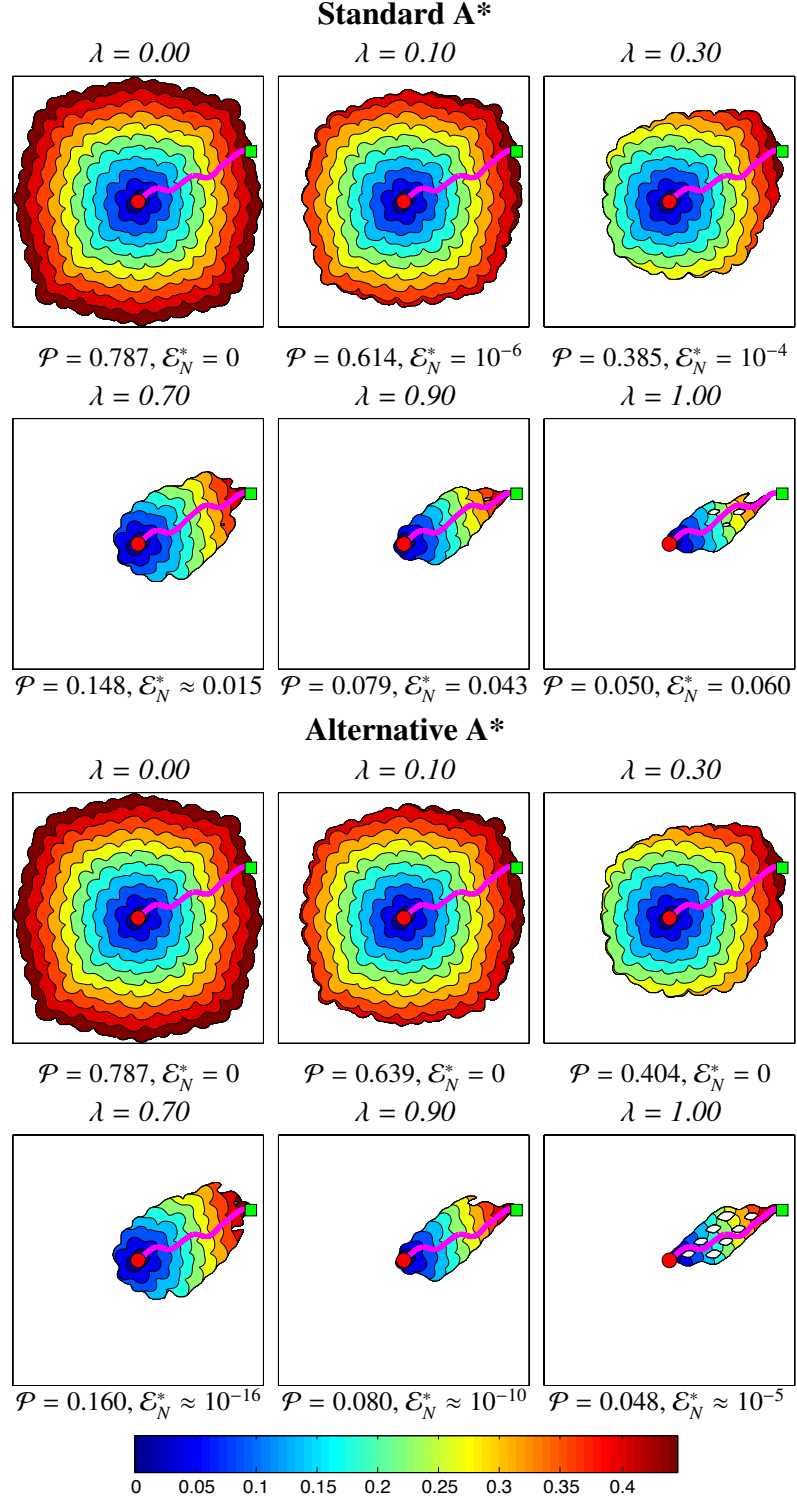 Standard A*
λ = 0.00 λ = 0.10 λ = 0.30
𝒫 = 0.787, ℰ*_N = 0 𝒫 = 0.614, ℰ*_N = 10⁻⁶ 𝒫 = 0.385, ℰ*_N = 10⁻⁴
λ = 0.70 λ = 0.90 λ = 1.00
𝒫 = 0.148, ℰ*_N ≈ 0.015 𝒫 = 0.079, ℰ*_N = 0.043 𝒫 = 0.050, ℰ*_N = 0.060
Alternative A*
λ = 0.00 λ = 0.10 λ = 0.30
𝒫 = 0.787, ℰ*_N = 0 𝒫 = 0.639, ℰ*_N = 0 𝒫 = 0.404, ℰ*_N = 0
λ = 0.70 λ = 0.90 λ = 1.00
𝒫 = 0.160, ℰ*_N ≈ 10⁻¹⁶ 𝒫 = 0.080, ℰ*_N ≈ 10⁻¹⁰ 𝒫 = 0.048, ℰ*_N ≈ 10⁻⁵
0 0.05 0.1 0.15 0.2 0.25 0.3 0.35 0.4